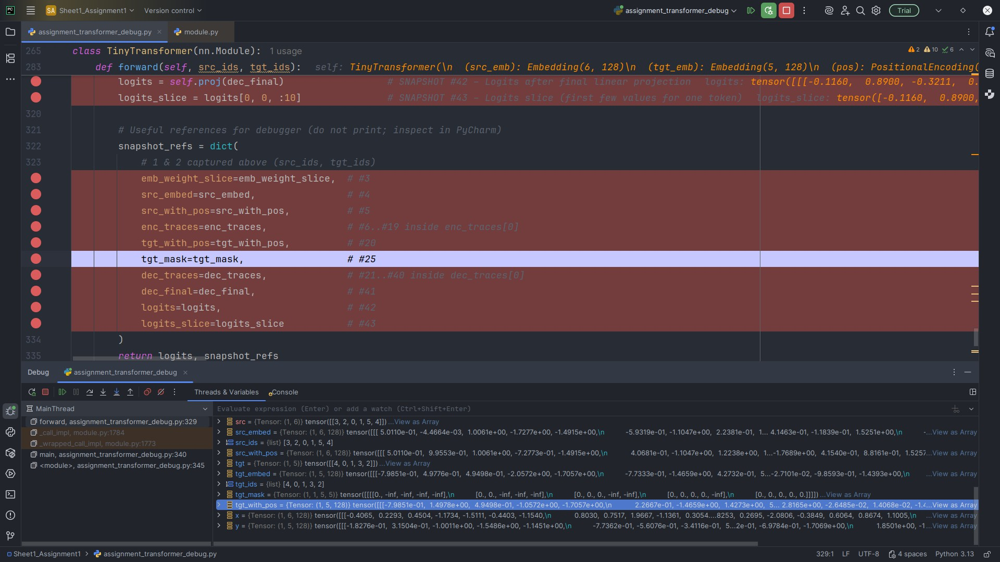 PC
SA Sheet1_Assignment1 Version control assignment_transformer_debug Trial
assignment_transformer_debug.py module.py
265 class TinyTransformer(nn.Module): 1 usage 2 10 6
283 def forward(self, src_ids, tgt_ids): self: TinyTransformer(\n (src_emb): Embedding(6, 128)\n (tgt_emb): Embedding(5, 128)\n (pos): PositionalEncoding(
logits = self.proj(dec_final) # SNAPSHOT #42 – Logits after final linear projection logits: tensor([[[-0.1160, 0.8900, -0.3211, 0.
logits_slice = logits[0, 0, :10] # SNAPSHOT #43 – Logits slice (first few values for one token) logits_slice: tensor([-0.1160, 0.8900,
320
321 # Useful references for debugger (do not print; inspect in PyCharm)
322 snapshot_refs = dict(
323 # 1 & 2 captured above (src_ids, tgt_ids)
emb_weight_slice=emb_weight_slice, # #3
src_embed=src_embed, # #4
src_with_pos=src_with_pos, # #5
enc_traces=enc_traces, # #6..#19 inside enc_traces[0]
tgt_with_pos=tgt_with_pos, # #20
tgt_mask=tgt_mask, # #25
dec_traces=dec_traces, # #21..#40 inside dec_traces[0]
dec_final=dec_final, # #41
logits=logits, # #42
logits_slice=logits_slice # #43
334 )
335 return logits, snapshot_refs
Debug assignment_transformer_debug
Threads & Variables Console
MainThread
forward, assignment_transformer_debug.py:329
_call_impl, module.py:1784
_wrapped_call_impl, module.py:1773
main, assignment_transformer_debug.py:340
<module>, assignment_transformer_debug.py:345
Evaluate expression (Enter) or add a watch (Ctrl+Shift+Enter)
src = {Tensor: (1, 6)} tensor([[3, 2, 0, 1, 5, 4]]) ...View as Array
src_embed = {Tensor: (1, 6, 128)} tensor([[[ 5.0110e-01, -4.4664e-03, 1.0061e+00, -1.7277e+00, -1.4915e+00,\n -5.9319e-01, -1.1047e+00, 2.2381e-01, 1... 4.1463e-01, -1.1839e-01, 1.5251e+00,\n -...View as Array
src_ids = {list} [3, 2, 0, 1, 5, 4]
src_with_pos = {Tensor: (1, 6, 128)} tensor([[[ 5.0110e-01, 9.9553e-01, 1.0061e+00, -7.2773e-01, -1.4915e+00,\n 4.0681e-01, -1.1047e+00, 1.2238e+00, 1...-1.7689e+00, 4.1540e-01, 8.8161e-01, 1.5257...View as Array
tgt = {Tensor: (1, 5)} tensor([[4, 0, 1, 3, 2]]) ...View as Array
tgt_embed = {Tensor: (1, 5, 128)} tensor([[[-7.9851e-01, 4.9776e-01, 4.9498e-01, -2.0572e+00, -1.7057e+00,\n -7.7333e-01, -1.4659e+00, 4.2732e-01, 5...-2.7101e-02, -9.8593e-01, -1.4393e+00,\n ...View as Array
tgt_ids = {list} [4, 0, 1, 3, 2]
tgt_mask = {Tensor: (1, 1, 5, 5)} tensor([[[[0., -inf, -inf, -inf, -inf],\n [0., 0., -inf, -inf, -inf],\n [0., 0., 0., -inf, -inf],\n [0., 0., 0., 0., -inf],\n [0., 0., 0., 0., 0.]]]]) ...View as Array
tgt_with_pos = {Tensor: (1, 5, 128)} tensor([[[-7.9851e-01, 1.4978e+00, 4.9498e-01, -1.0572e+00, -1.7057e+00,\n 2.2667e-01, -1.4659e+00, 1.4273e+00, 5... 2.8165e+00, -2.6485e-02, 1.4068e-02, -1.4...View as Array
x = {Tensor: (1, 6, 128)} tensor([[[-0.4065, 0.2293, 0.4504, -1.1734, -1.5111, -0.4403, -1.1540,\n 0.8030, 0.7517, 1.9667, -1.1361, 0.3054....8253, 0.2695, -2.0806, -0.3849, 0.6064, 0.8674, 1.1005,\n ...View as Array
y = {Tensor: (1, 5, 128)} tensor([[[-1.8276e-01, 3.1504e-01, -1.0011e+00, -1.5486e+00, -1.1451e+00,\n -7.7362e-01, -5.6076e-01, -3.4116e-01, 5...2e-01, -6.9784e-01, -1.7069e+00,\n 1.8501e+00, -1...View as Array
Sheet1_Assignment1 assignment_transformer_debug.py 329:1 LF UTF-8 4 spaces Python 3.13